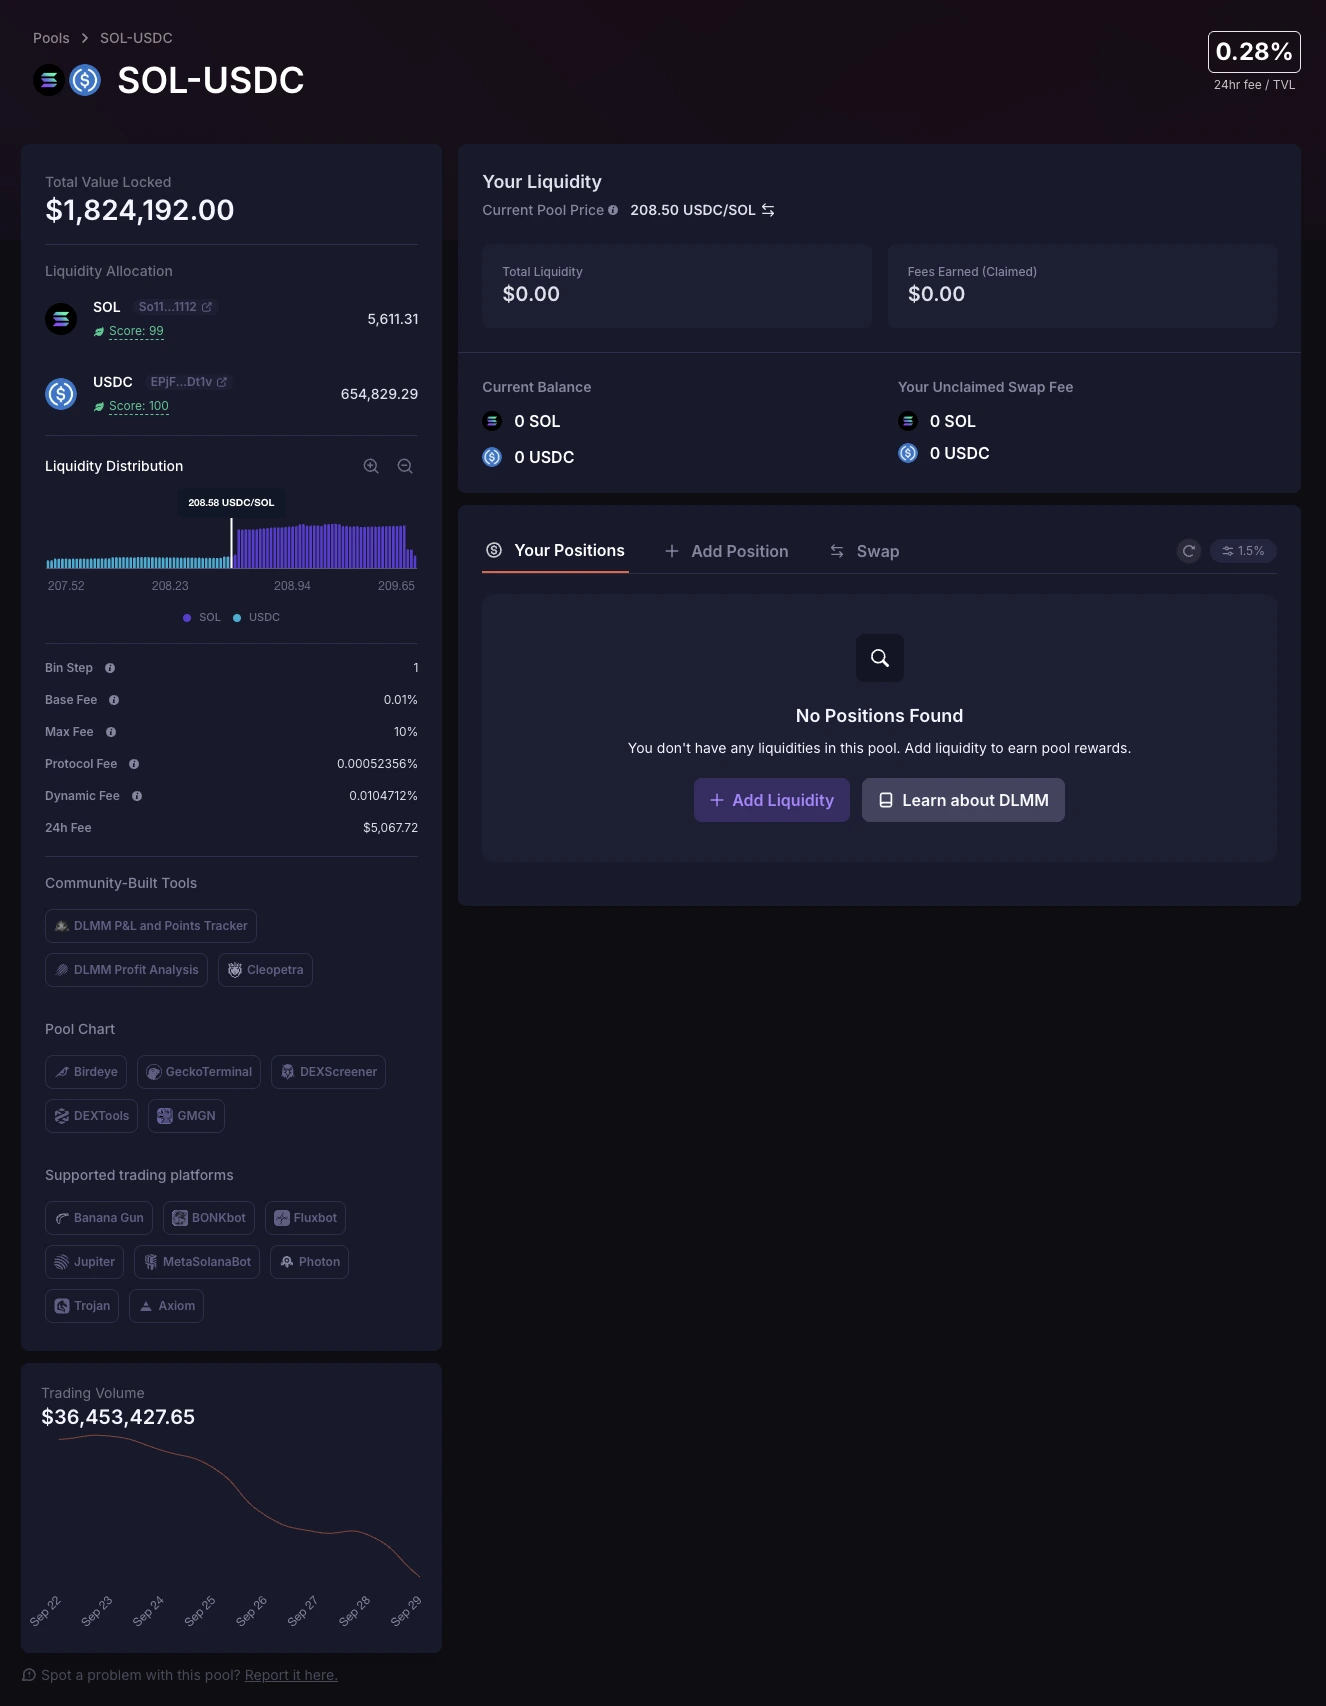 Pools > SOL-USDC
SOL-USDC
0.28%
24hr fee / TVL
Total Value Locked
$1,824,192.00
Liquidity Allocation
SOL So11...1112
Score: 99
5,611.31
USDC EPjF...Dt1v
Score: 100
654,829.29
Liquidity Distribution
208.58 USDC/SOL
207.52 208.23 208.94 209.65
SOL USDC
Bin Step 1
Base Fee 0.01%
Max Fee 10%
Protocol Fee 0.00052356%
Dynamic Fee 0.0104712%
24h Fee $5,067.72
Community-Built Tools
DLMM P&L and Points Tracker
DLMM Profit Analysis Cleopetra
Pool Chart
Birdeye GeckoTerminal DEXScreener
DEXTools GMGN
Supported trading platforms
Banana Gun BONKbot Fluxbot
Jupiter MetaSolanaBot Photon
Trojan Axiom
Trading Volume
$36,453,427.65
Sep 22 Sep 23 Sep 24 Sep 25 Sep 26 Sep 27 Sep 28 Sep 29
Spot a problem with this pool? Report it here.
Your Liquidity
Current Pool Price 208.50 USDC/SOL
Total Liquidity
$0.00
Fees Earned (Claimed)
$0.00
Current Balance
0 SOL
0 USDC
Your Unclaimed Swap Fee
0 SOL
0 USDC
Your Positions + Add Position Swap
1.5%
No Positions Found
You don't have any liquidities in this pool. Add liquidity to earn pool rewards.
+ Add Liquidity Learn about DLMM